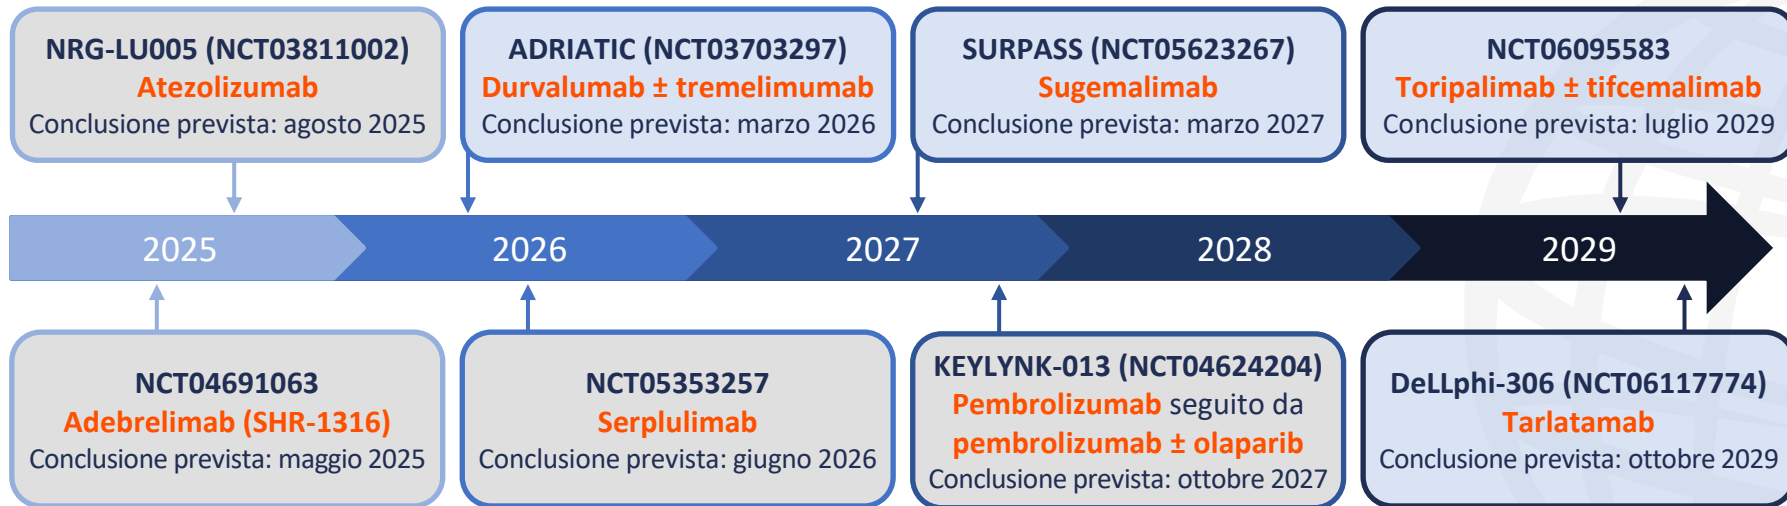 NRG-LU005 (NCT03811002)
Atezolizumab
Conclusione prevista: agosto 2025
ADRIATIC (NCT03703297)
Durvalumab ± tremelimumab
Conclusione prevista: marzo 2026
SURPASS (NCT05623267)
Sugemalimab
Conclusione prevista: marzo 2027
NCT06095583
Toripalimab ± tifcemalimab
Conclusione prevista: luglio 2029
2025
2026
2027
2028
2029
NCT04691063
Adebrelimab (SHR-1316)
Conclusione prevista: maggio 2025
NCT05353257
Serplulimab
Conclusione prevista: giugno 2026
KEYLYNK-013 (NCT04624204)
Pembrolizumab seguito da
pembrolizumab ± olaparib
Conclusione prevista: ottobre 2027
DeLLphi-306 (NCT06117774)
Tarlatamab
Conclusione prevista: ottobre 2029